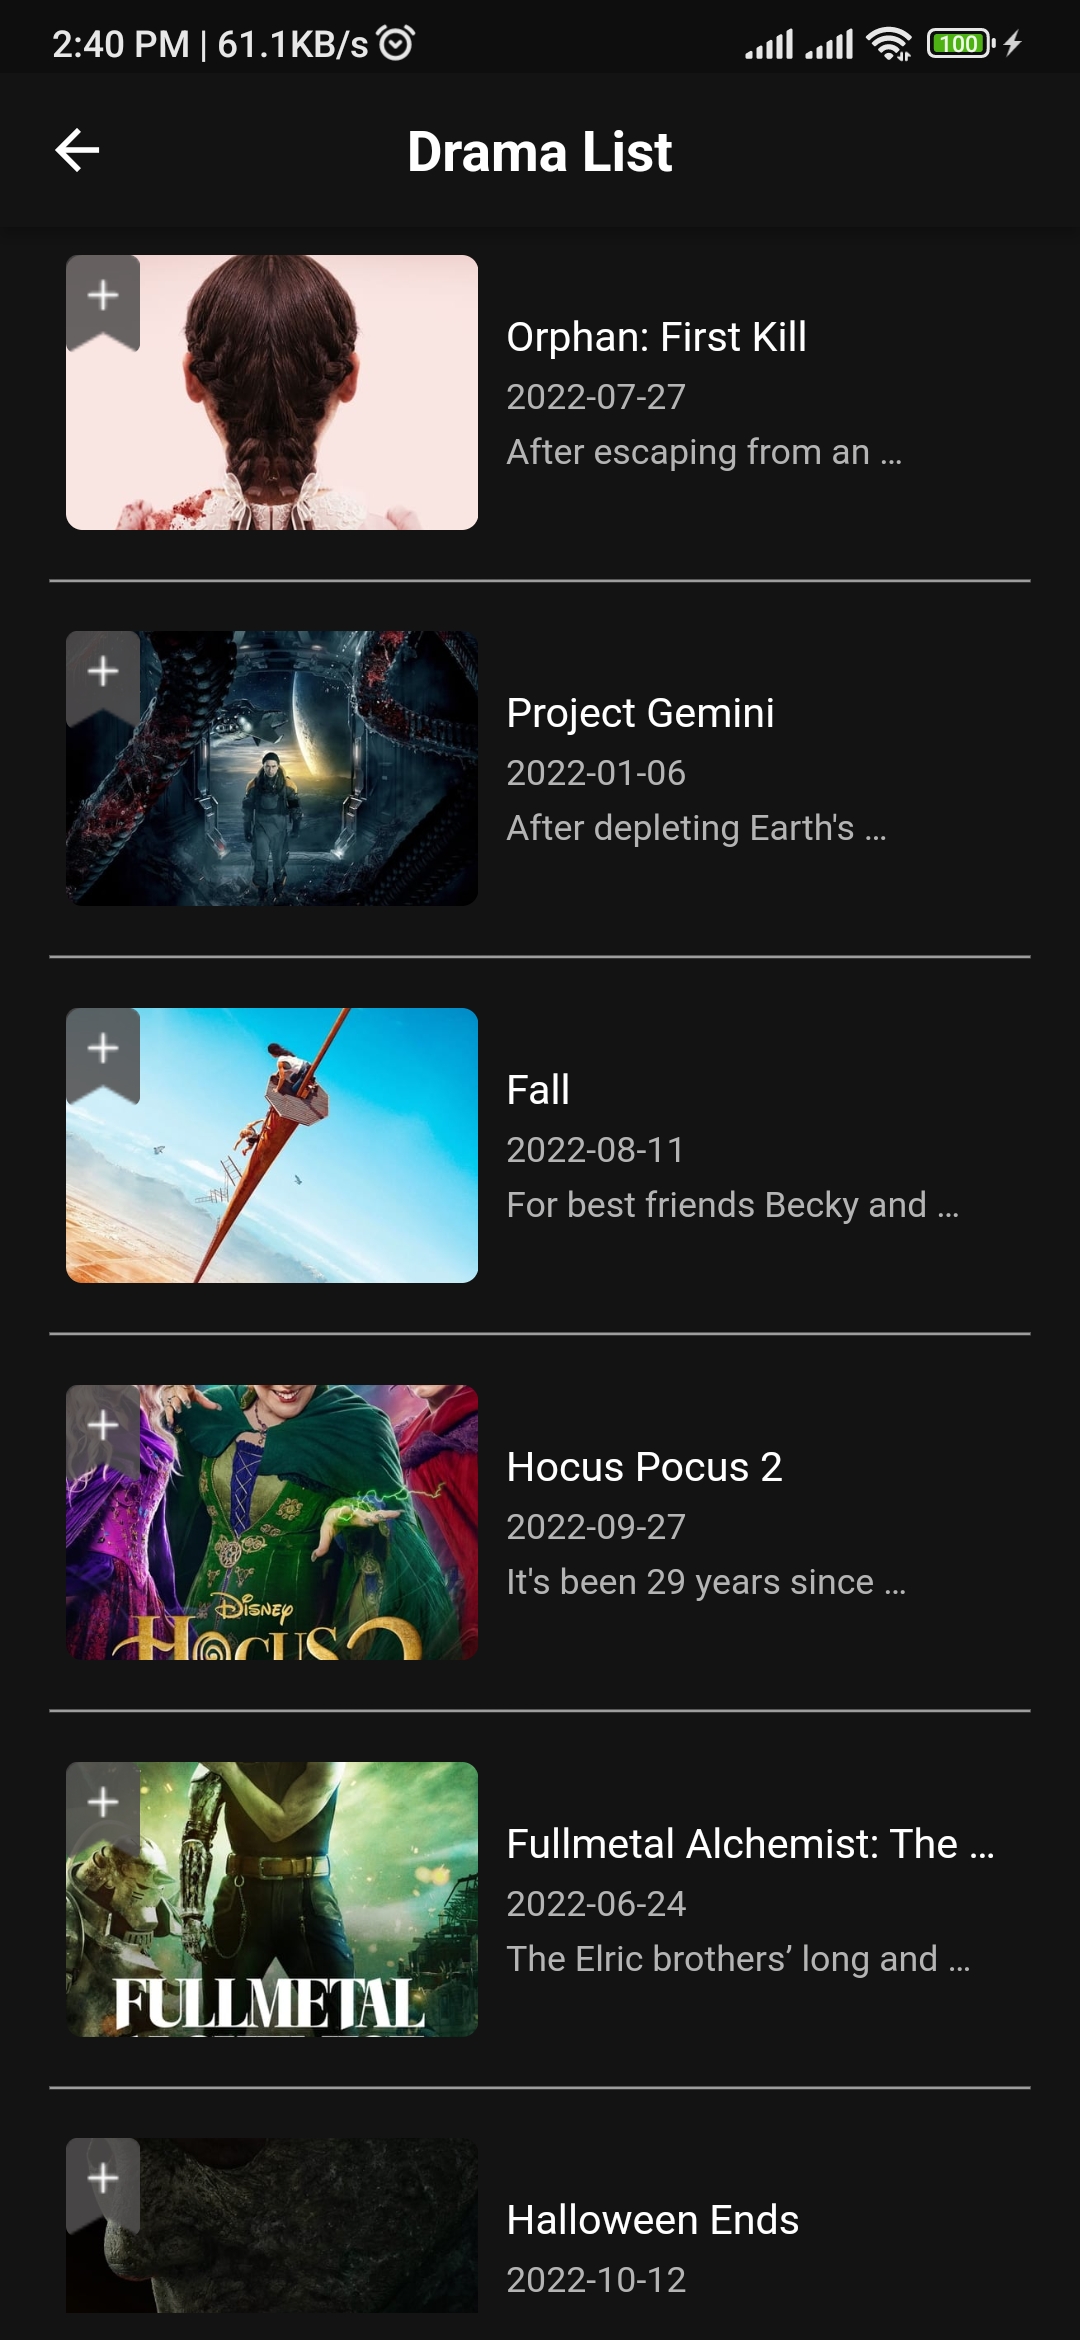 2:40 PM | 61.1KB/s
100
Drama List
Orphan: First Kill
2022-07-27
After escaping from an ...
Project Gemini
2022-01-06
After depleting Earth's ...
Fall
2022-08-11
For best friends Becky and ...
Hocus Pocus 2
2022-09-27
It's been 29 years since ...
Disney
HOCUS 2
Fullmetal Alchemist: The ...
2022-06-24
The Elric brothers’ long and ...
FULLMETAL
Halloween Ends
2022-10-12